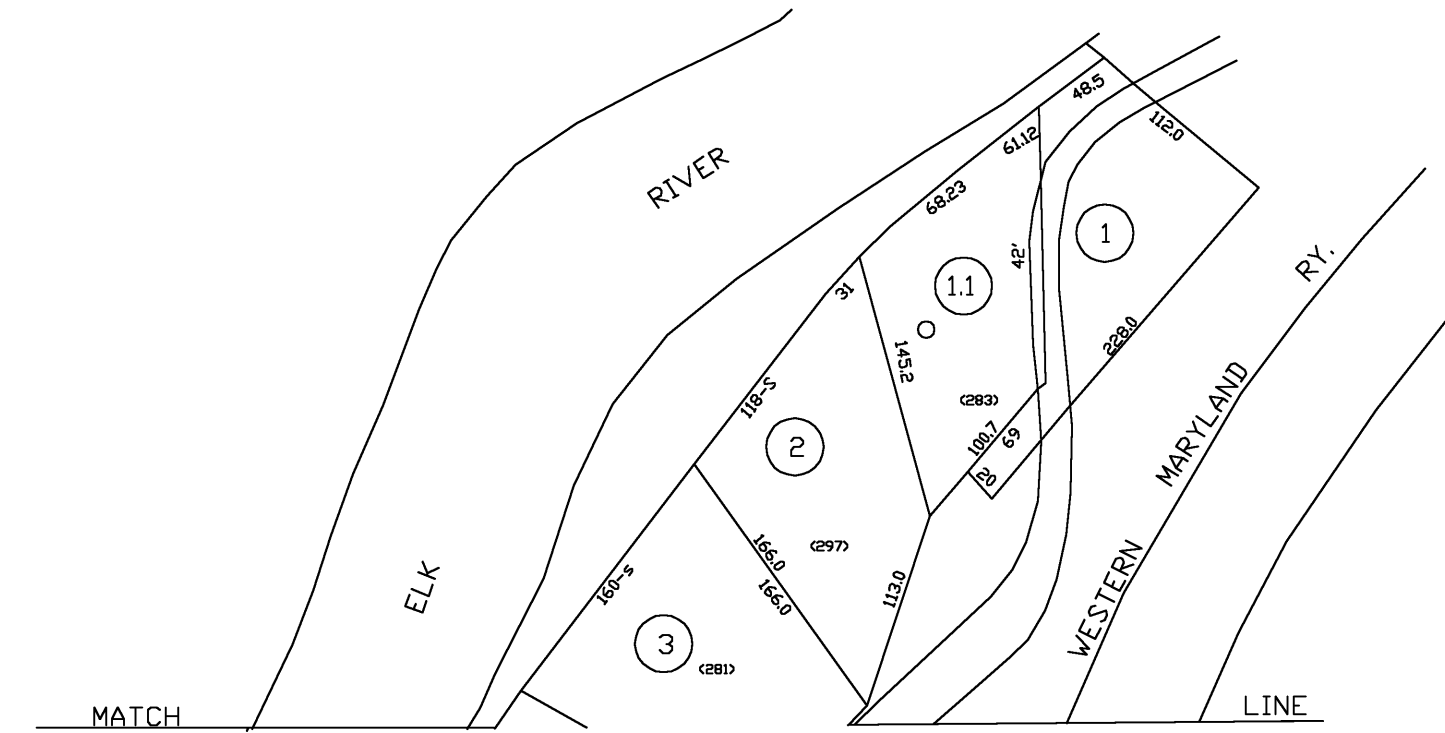 48.5
112.0
61.12
RIVER
68.23
1
42'
RY.
1.1
31
228.0
145.2
MARYLAND
118-S
(283)
100.7
69
2
20
166.0
(297)
WESTERN
160-s
ELK
166.0
113.0
3
(281)
MATCH
LINE